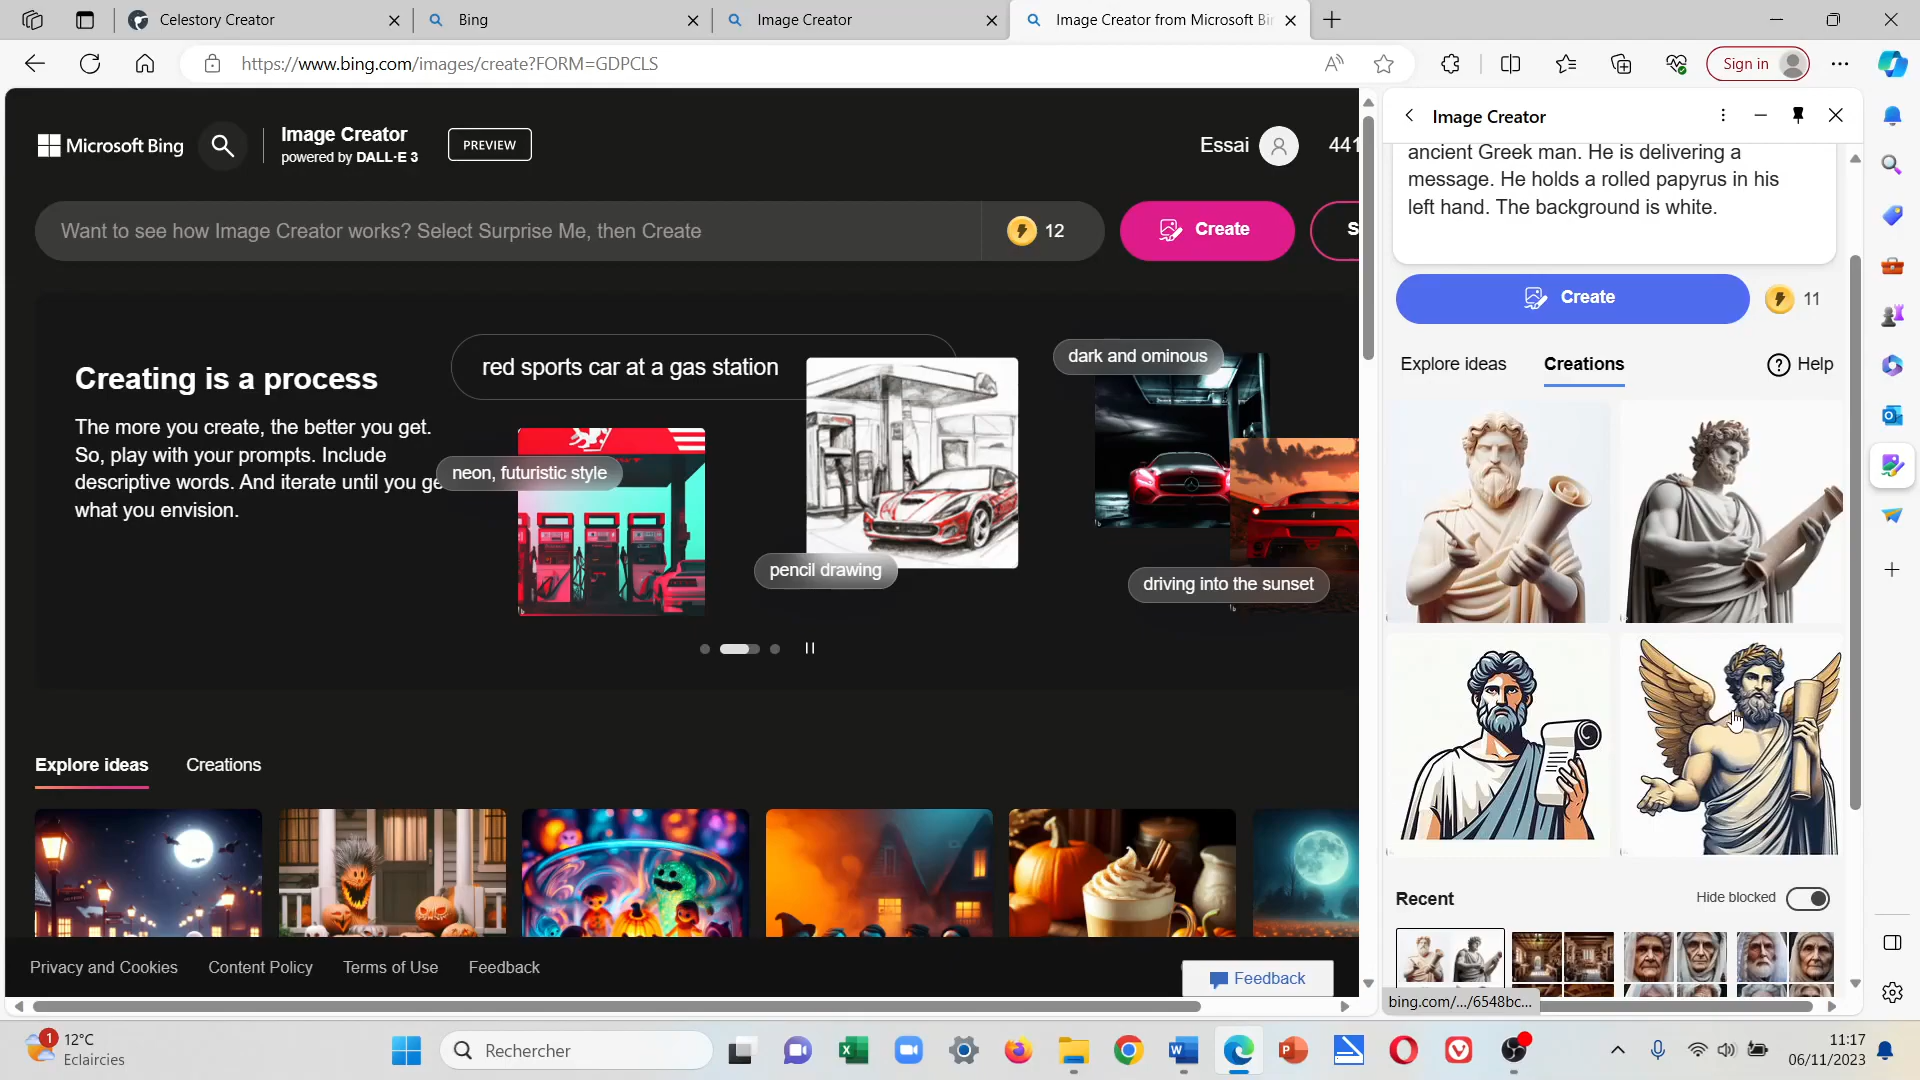 Celestory Creator
Bing
Image Creator
Image Creator from Microsoft Bin
https://www.bing.com/images/create?FORM=GDPCLS
Sign in
Microsoft Bing
Image Creator
powered by DALL·E 3
PREVIEW
Essai
441
Want to see how Image Creator works? Select Surprise Me, then Create
12
Create
S
Creating is a process
The more you create, the better you get.
So, play with your prompts. Include
descriptive words. And iterate until you ge
what you envision.
red sports car at a gas station
neon, futuristic style
pencil drawing
dark and ominous
driving into the sunset
Explore ideas
Creations
Privacy and Cookies
Content Policy
Terms of Use
Feedback
Feedback
Image Creator
ancient Greek man. He is delivering a
message. He holds a rolled papyrus in his
left hand. The background is white.
Create
11
Explore ideas
Creations
Help
Recent
Hide blocked
bing.com/.../6548bc...
1
12°C
Eclaircies
Rechercher
11:17
06/11/2023